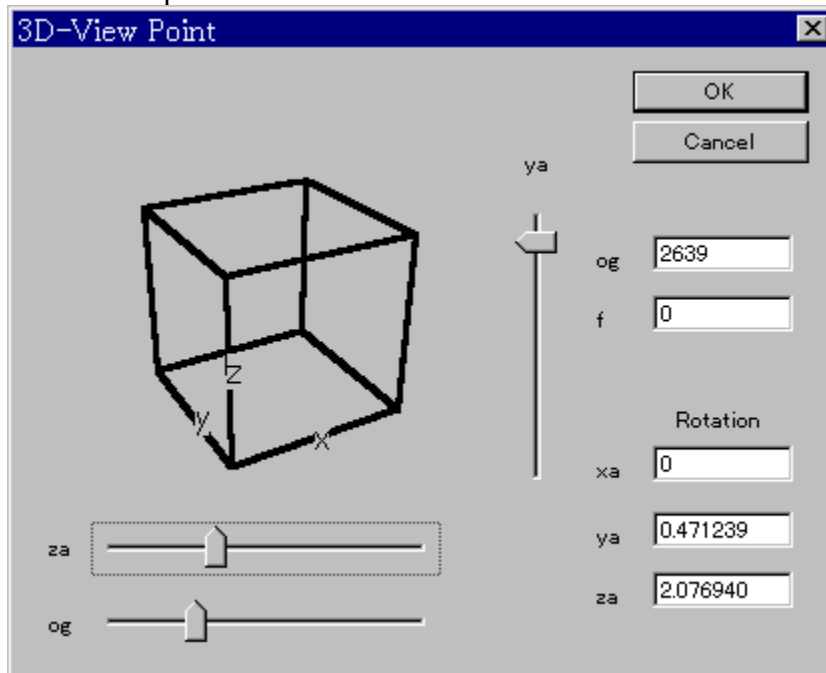 3D-View Point
OK
Cancel
ya
og 2639
f 0
z
y
x
Rotation
xa 0
ya 0.471239
za 2.076940
za
og